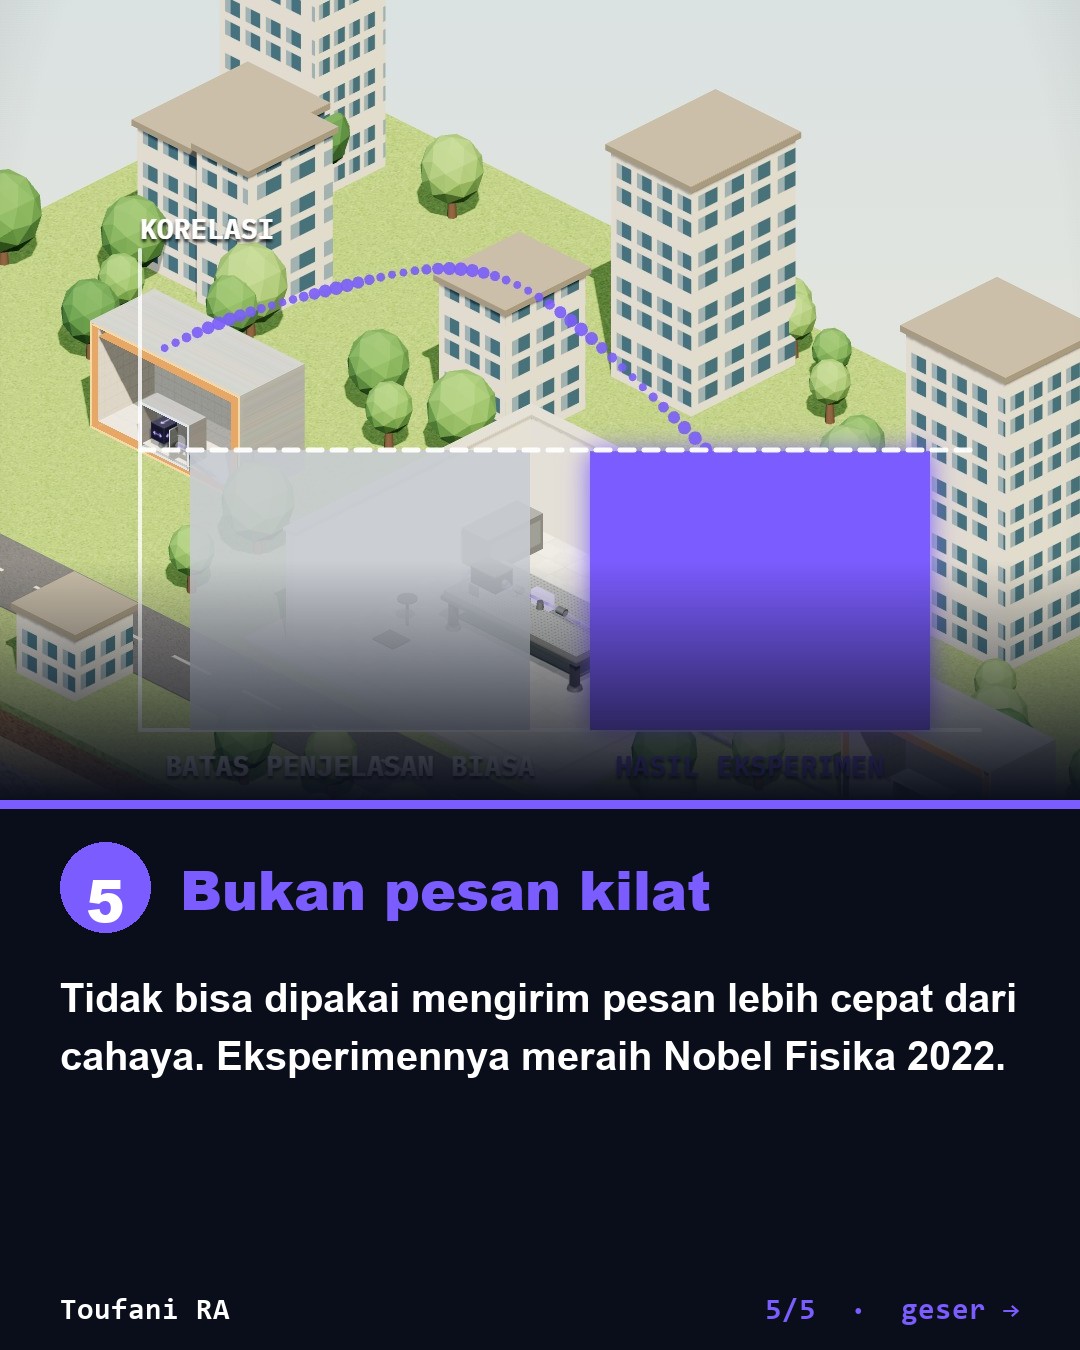 KORELASI
BATAS PENJELASAN BIASA
HASIL EKSPERIMEN
5
Bukan pesan kilat
Tidak bisa dipakai mengirim pesan lebih cepat dari
cahaya. Eksperimennya meraih Nobel Fisika 2022.
Toufani RA
5/5 · geser →